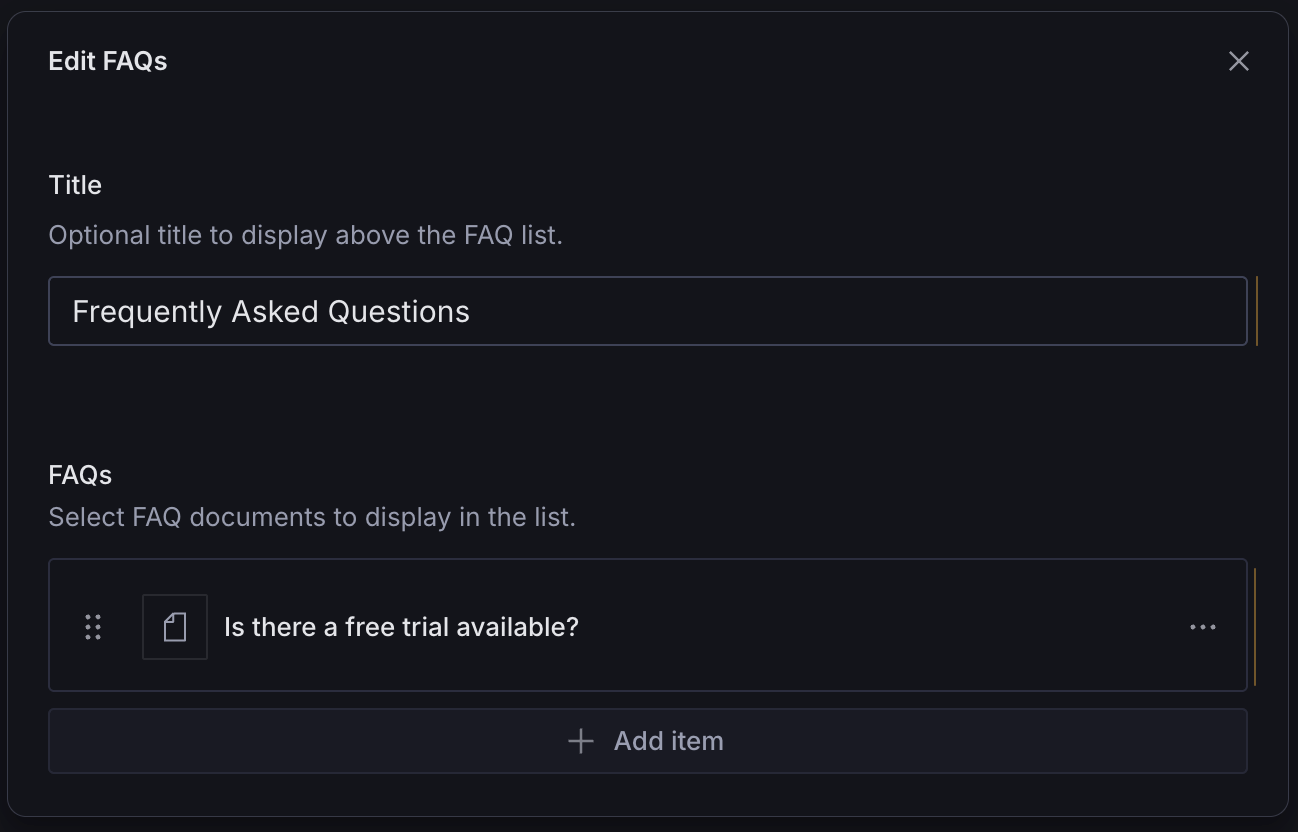 Edit FAQs
Title
Optional title to display above the FAQ list.
Frequently Asked Questions
FAQs
Select FAQ documents to display in the list.
Is there a free trial available?
Add item